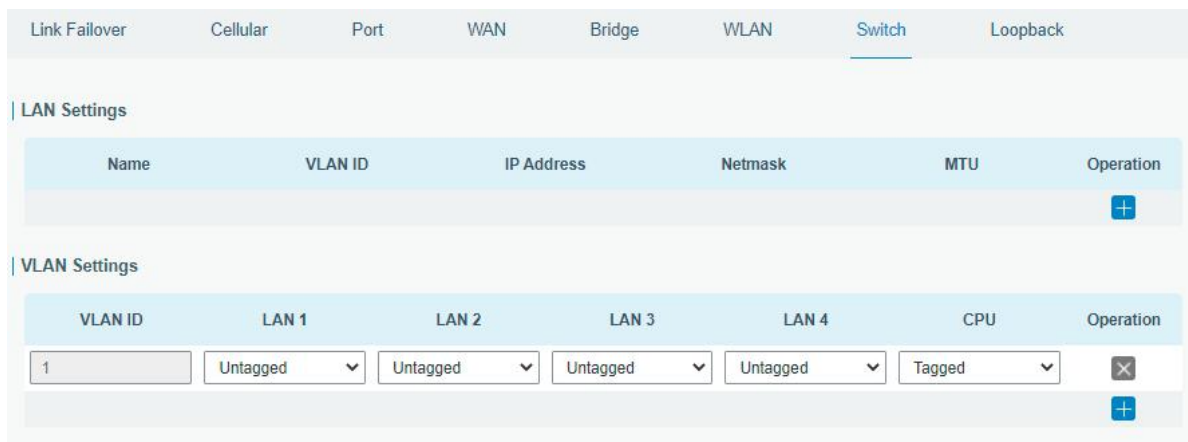 Link Failover Cellular Port WAN Bridge WLAN Switch Loopback
LAN Settings
Name VLAN ID IP Address Netmask MTU Operation
VLAN Settings
VLAN ID LAN 1 LAN 2 LAN 3 LAN 4 CPU Operation
1 Untagged Untagged Untagged Untagged Tagged